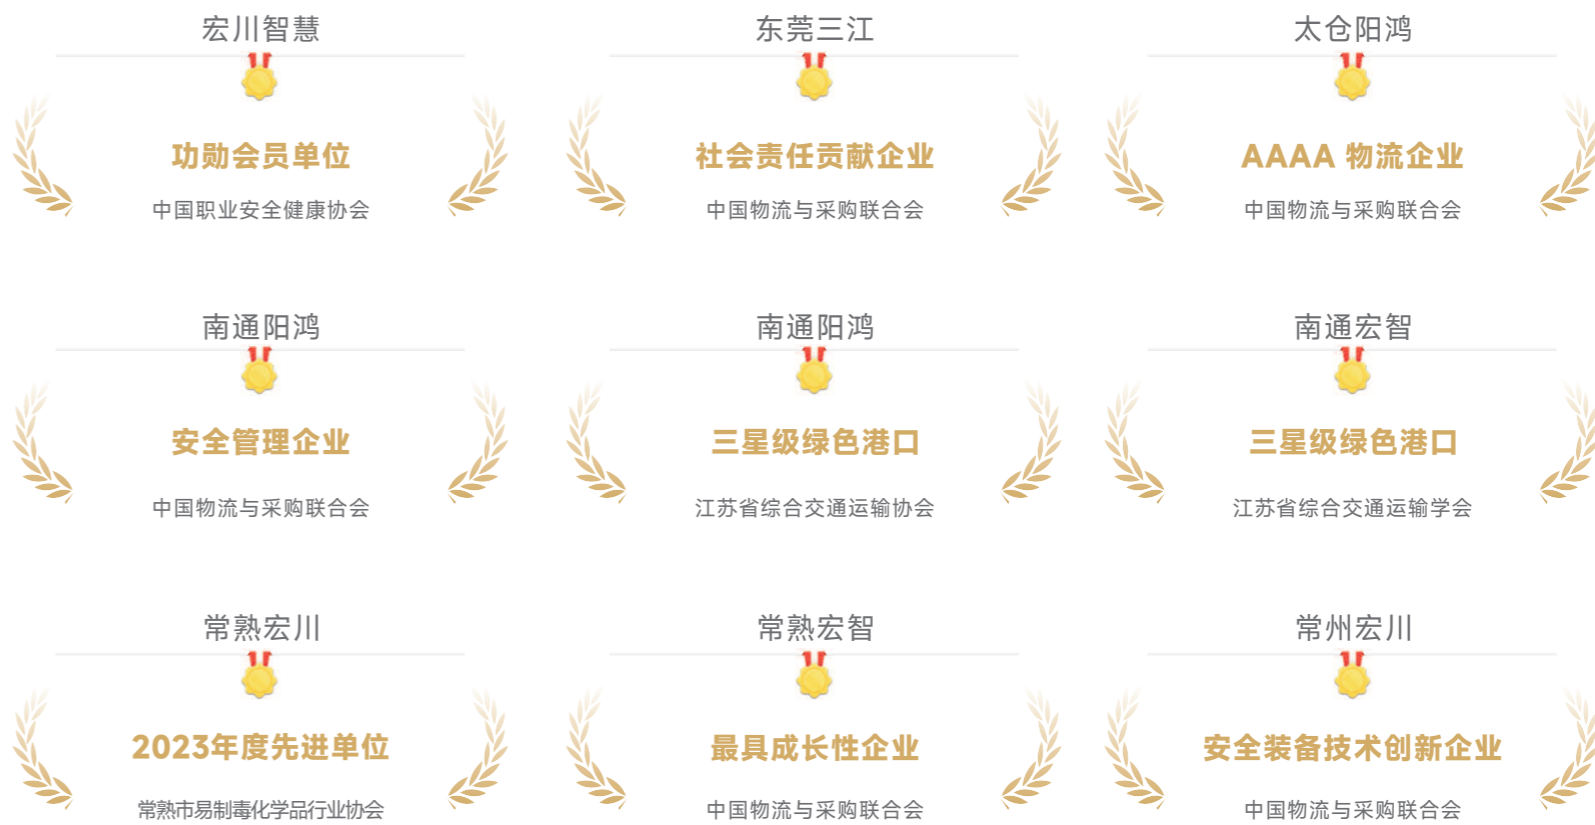 宏川智慧
功勋会员单位
中国职业安全健康协会
东莞三江
社会责任贡献企业
中国物流与采购联合会
太仓阳鸿
AAAA 物流企业
中国物流与采购联合会
南通阳鸿
安全管理企业
中国物流与采购联合会
南通阳鸿
三星级绿色港口
江苏省综合交通运输协会
南通宏智
三星级绿色港口
江苏省综合交通运输学会
常熟宏川
2023年度先进单位
常熟市易制毒化学品行业协会
常熟宏智
最具成长性企业
中国物流与采购联合会
常州宏川
安全装备技术创新企业
中国物流与采购联合会